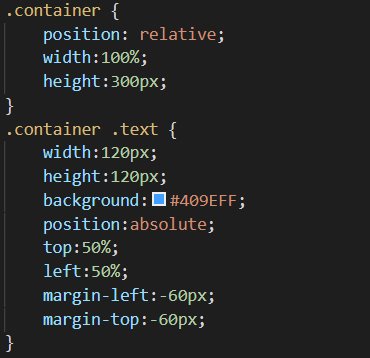 .container {
    position: relative;
    width:100%;
    height:300px;
}
.container .text {
    width:120px;
    height:120px;
    background:#409EFF;
    position:absolute;
    top:50%;
    left:50%;
    margin-left:-60px;
    margin-top:-60px;
}